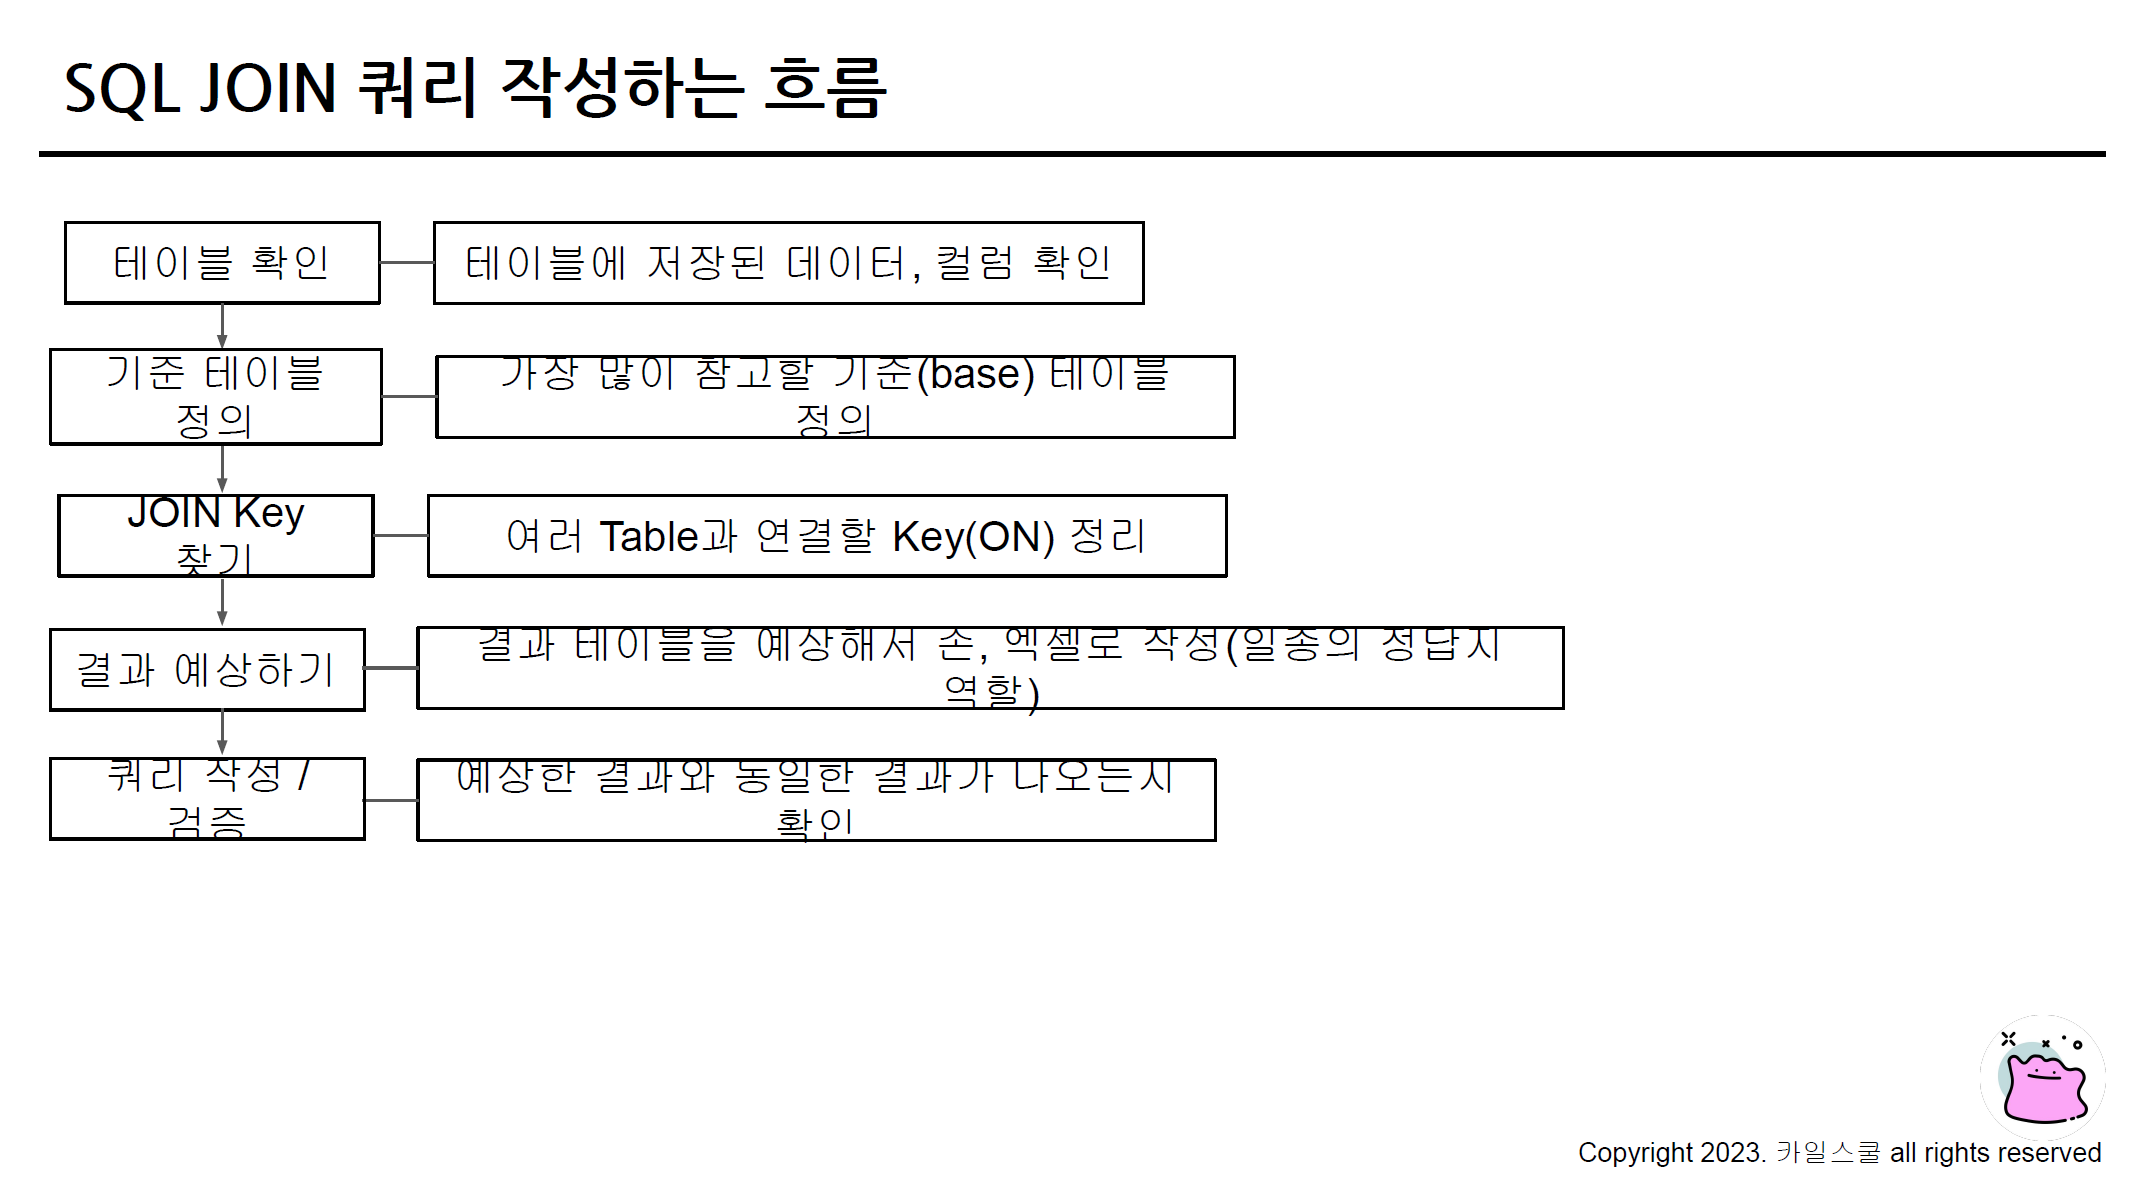 SQL JOIN 쿼리 작성하는 흐름
테이블 확인
테이블에 저장된 데이터, 컬럼 확인
기준 테이블
정의
가장 많이 참고할 기준(base) 테이블
정의
JOIN Key
찾기
여러 Table과 연결할 Key(ON) 정리
결과 예상하기
결과 테이블을 예상해서 손, 엑셀로 작성(일종의 정답지
역할)
쿼리 작성 /
검증
예상한 결과와 동일한 결과가 나오는지
확인
Copyright 2023. 카일스쿨 all rights reserved